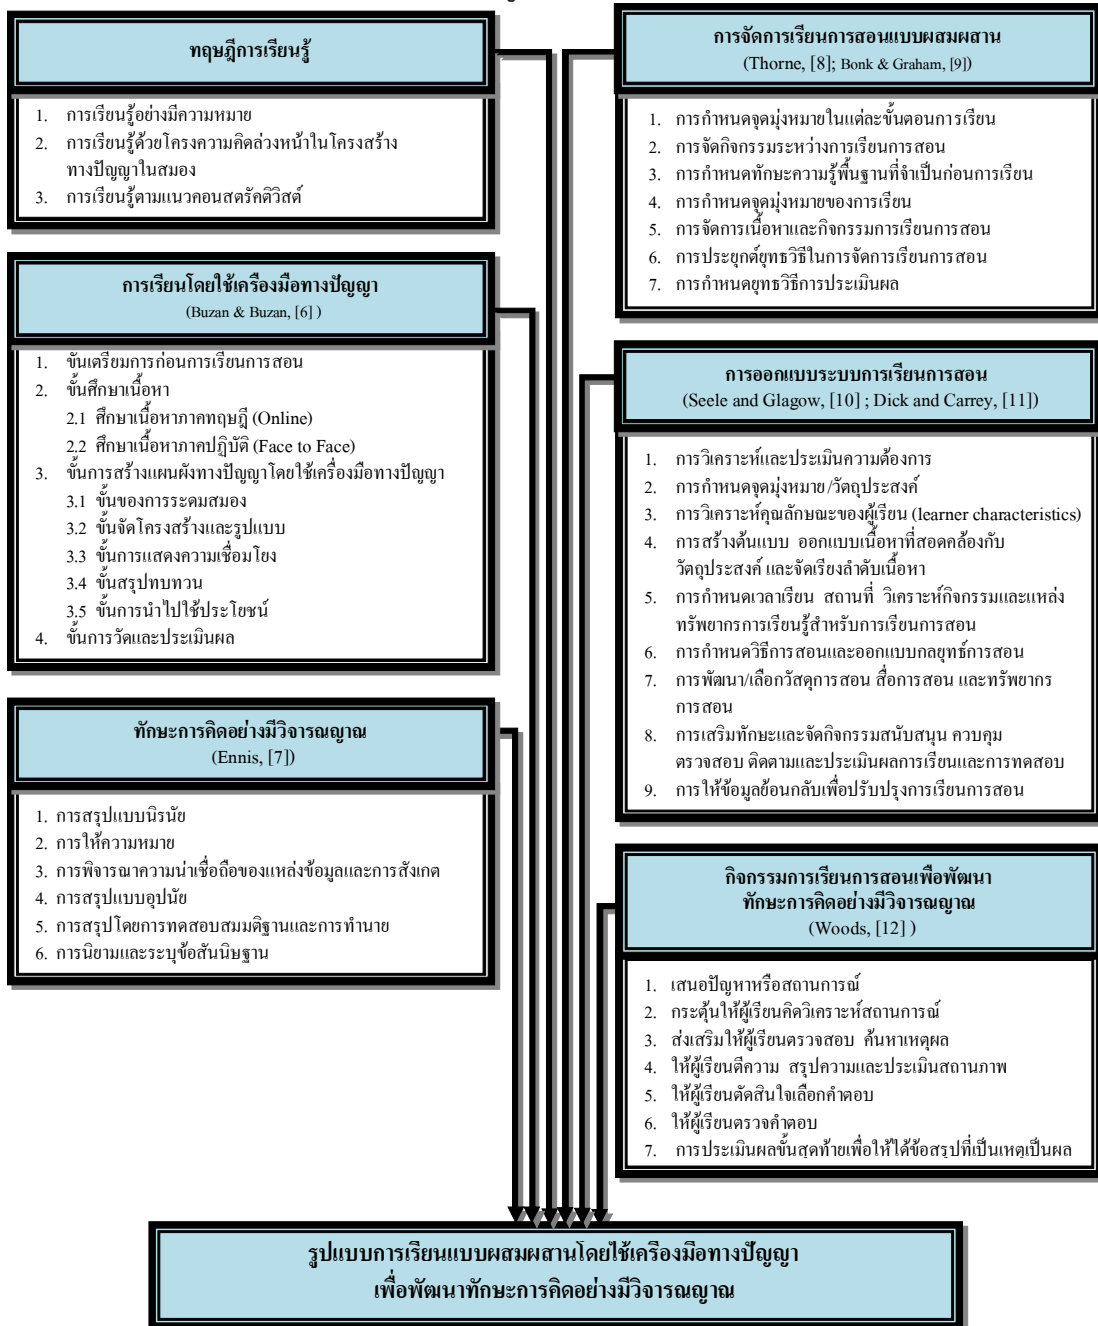 ทฤษฎีการเรียนรู้
1. การเรียนรู้อย่างมีความหมาย
2. การเรียนรู้ด้วยโครงความคิดล่วงหน้าในโครงสร้าง
ทางปัญญาในสมอง
3. การเรียนรู้ตามแนวคอนสตรัคติวิสต์
การเรียนโดยใช้เครื่องมือทางปัญญา
(Buzan & Buzan, [6] )
1. ขั้นเตรียมการก่อนการเรียนการสอน
2. ขั้นศึกษาเนื้อหา
2.1 ศึกษาเนื้อหาภาคทฤษฎี (Online)
2.2 ศึกษาเนื้อหาภาคปฏิบัติ (Face to Face)
3. ขั้นการสร้างแผนผังทางปัญญาโดยใช้เครื่องมือทางปัญญา
3.1 ขั้นของการระดมสมอง
3.2 ขั้นจัดโครงสร้างและรูปแบบ
3.3 ขั้นการแสดงความเชื่อมโยง
3.4 ขั้นสรุปทบทวน
3.5 ขั้นการนำไปใช้ประโยชน์
4. ขั้นการวัดและประเมินผล
ทักษะการคิดอย่างมีวิจารณญาณ
(Ennis, [7])
1. การสรุปแบบนิรนัย
2. การให้ความหมาย
3. การพิจารณาความน่าเชื่อถือของแหล่งข้อมูลและการสังเกต
4. การสรุปแบบอุปนัย
5. การสรุปโดยการทดสอบสมมติฐานและการทำนาย
6. การนิยามและระบุข้อสันนิษฐาน
การจัดการเรียนการสอนแบบผสมผสาน
(Thorne, [8]; Bonk & Graham, [9])
1. การกำหนดจุดมุ่งหมายในแต่ละขั้นตอนการเรียน
2. การจัดกิจกรรมระหว่างการเรียนการสอน
3. การกำหนดทักษะความรู้พื้นฐานที่จำเป็นก่อนการเรียน
4. การกำหนดจุดมุ่งหมายของการเรียน
5. การจัดการเนื้อหาและกิจกรรมการเรียนการสอน
6. การประยุกต์ยุทธวิธีในการจัดการเรียนการสอน
7. การกำหนดยุทธวิธีการประเมินผล
การออกแบบระบบการเรียนการสอน
(Seele and Glagow, [10] ; Dick and Carrey, [11])
1. การวิเคราะห์และประเมินความต้องการ
2. การกำหนดจุดมุ่งหมาย/วัตถุประสงค์
3. การวิเคราะห์คุณลักษณะของผู้เรียน (learner characteristics)
4. การสร้างต้นแบบ ออกแบบเนื้อหาที่สอดคล้องกับ
วัตถุประสงค์ และจัดเรียงลำดับเนื้อหา
5. การกำหนดเวลาเรียน สถานที่ วิเคราะห์กิจกรรมและแหล่ง
ทรัพยากรการเรียนรู้สำหรับการเรียนการสอน
6. การกำหนดวิธีการสอนและออกแบบกลยุทธ์การสอน
7. การพัฒนา/เลือกวัสดุการสอน สื่อการสอน และทรัพยากร
การสอน
8. การเสริมทักษะและจัดกิจกรรมสนับสนุน ควบคุม
ตรวจสอบ ติดตามและประเมินผลการเรียนและการทดสอบ
9. การให้ข้อมูลย้อนกลับเพื่อปรับปรุงการเรียนการสอน
กิจกรรมการเรียนการสอนเพื่อพัฒนา
ทักษะการคิดอย่างมีวิจารณญาณ
(Woods, [12] )
1. เสนอปัญหาหรือสถานการณ์
2. กระตุ้นให้ผู้เรียนคิดวิเคราะห์สถานการณ์
3. ส่งเสริมให้ผู้เรียนตรวจสอบ ค้นหาเหตุผล
4. ให้ผู้เรียนตีความ สรุปความและประเมินสถานภาพ
5. ให้ผู้เรียนตัดสินใจเลือกคำตอบ
6. ให้ผู้เรียนตรวจคำตอบ
7. การประเมินผลขั้นสุดท้ายเพื่อให้ได้ข้อสรุปที่เป็นเหตุเป็นผล
รูปแบบการเรียนแบบผสมผสานโดยใช้เครื่องมือทางปัญญา
เพื่อพัฒนาทักษะการคิดอย่างมีวิจารณญาณ